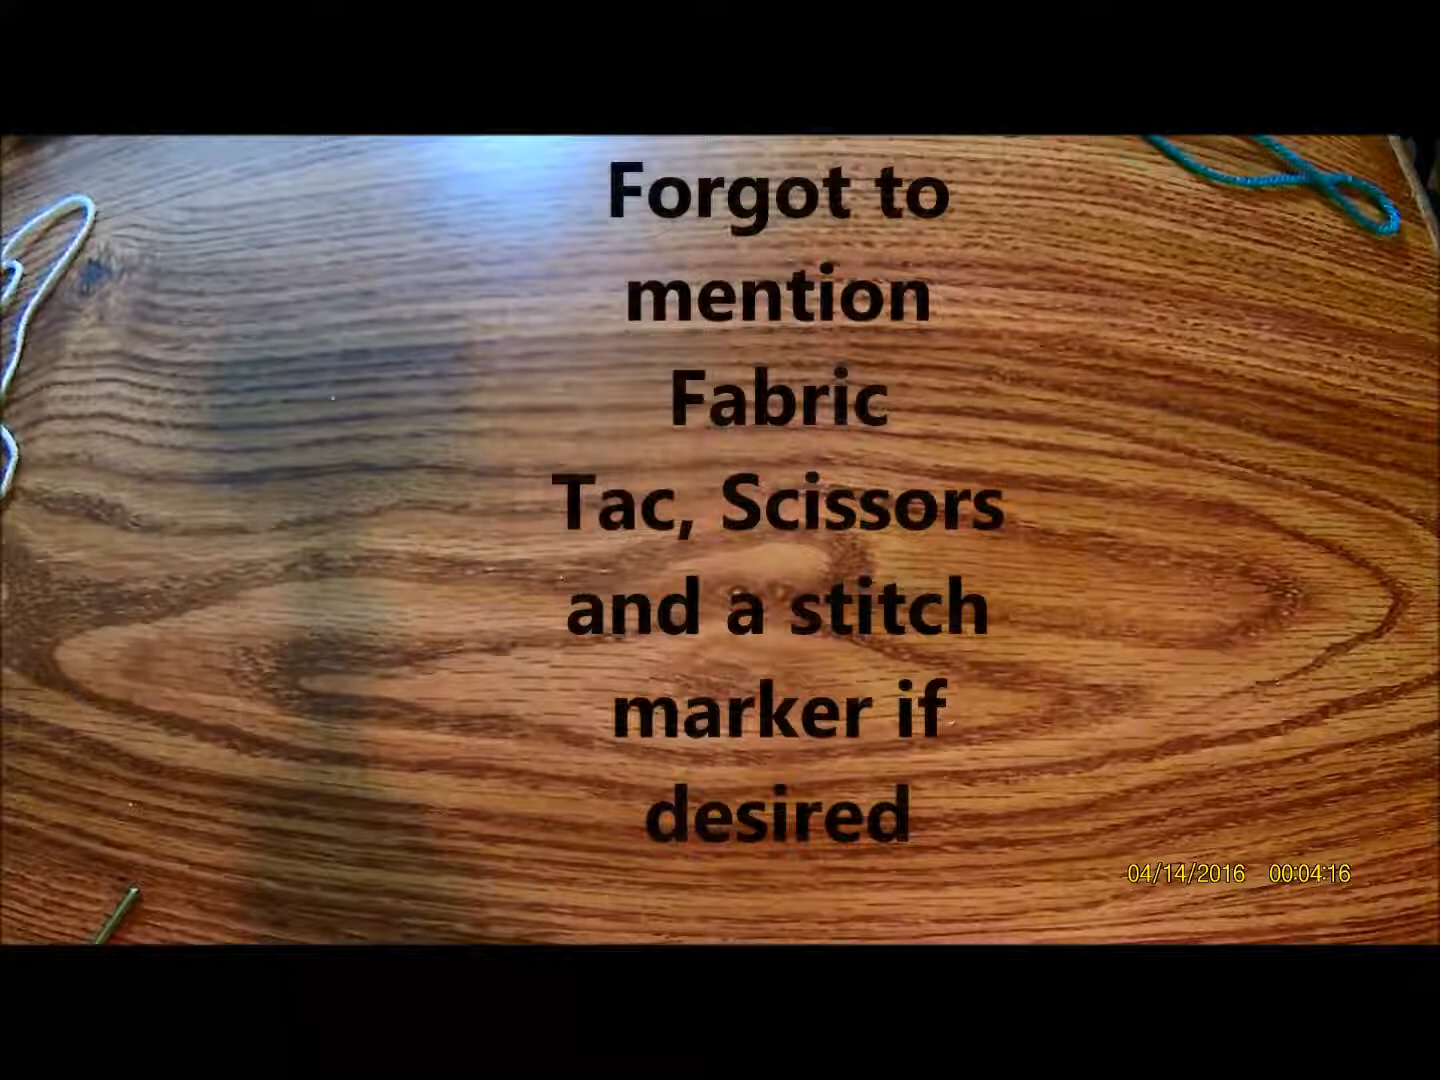 Forgot to
mention
Fabric
Tac, Scissors
and a stitch
marker if
desired
04/14/2016 00:04:16